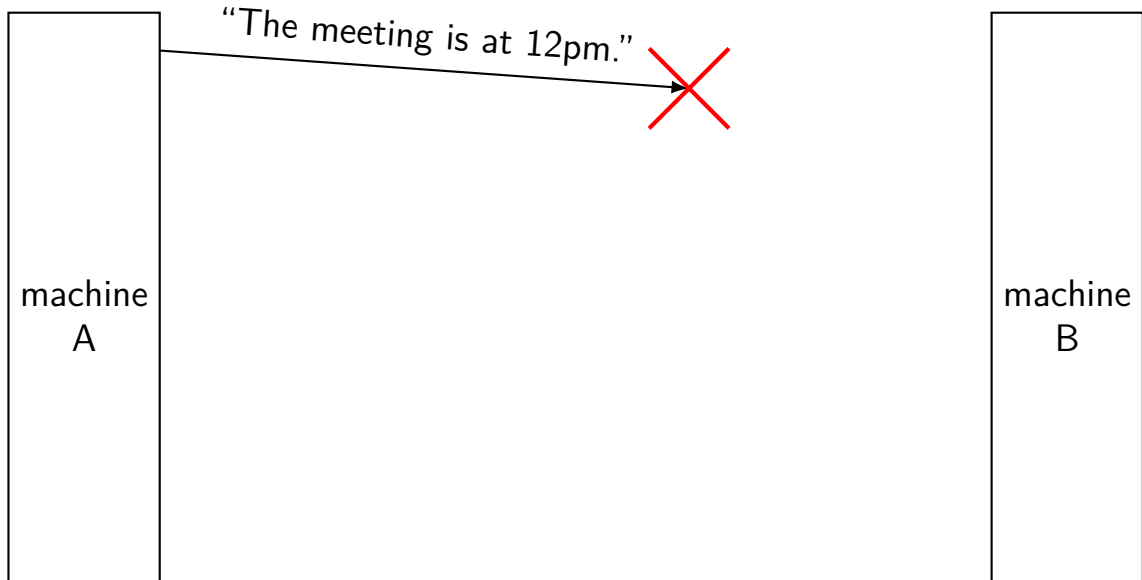 “The meeting is at 12pm.”
machine
A
machine
B